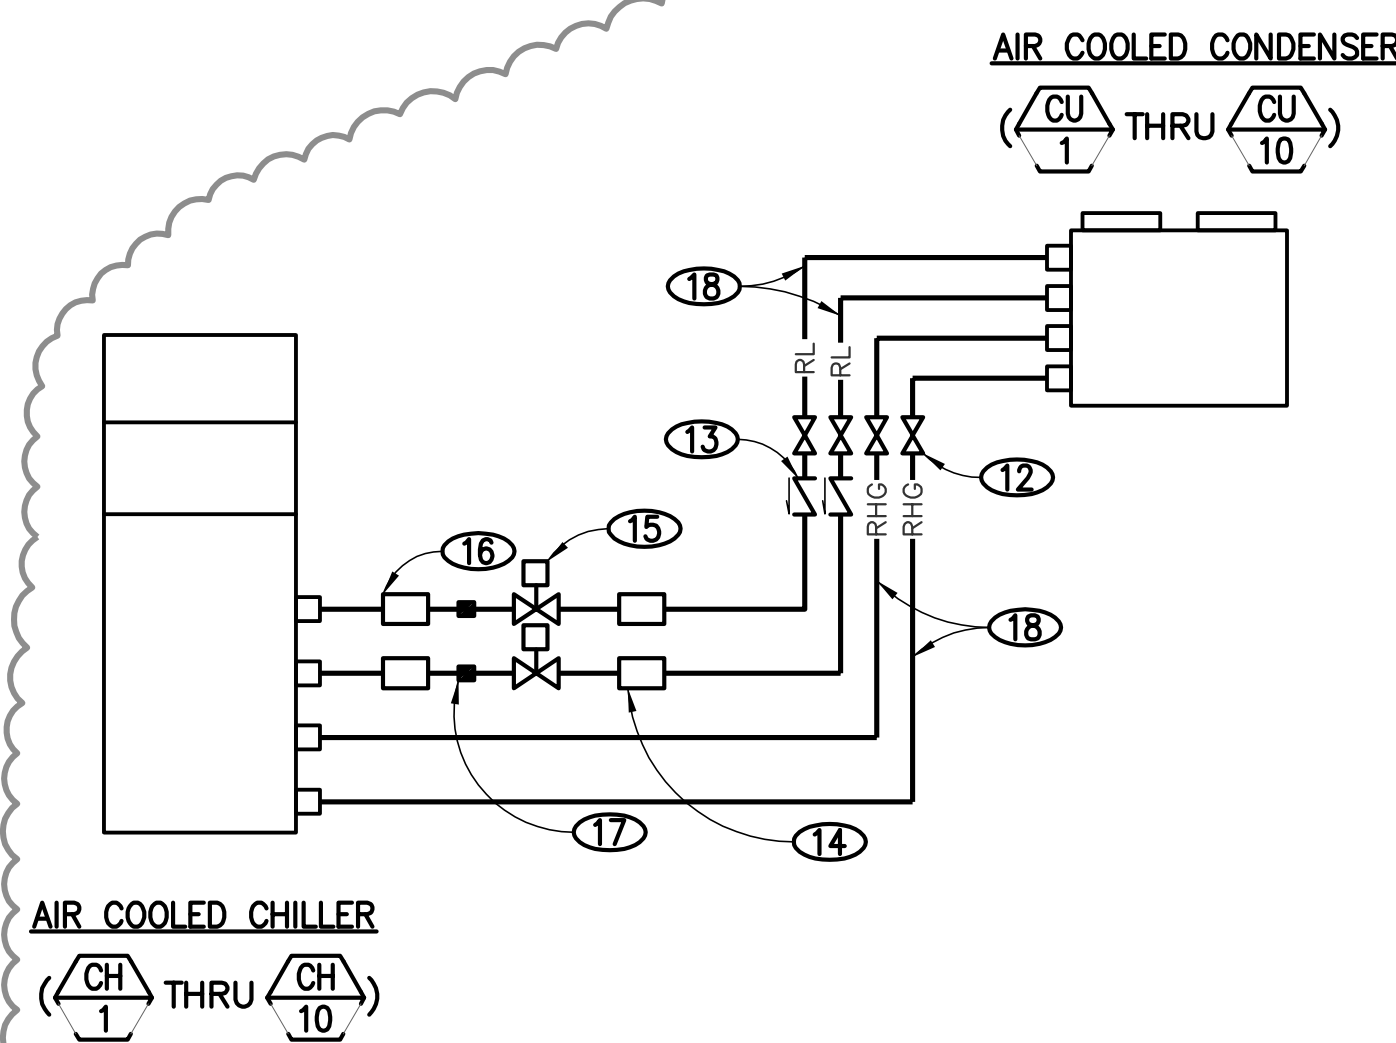 AIR COOLED CONDENSER
( CU 1 THRU CU 10 )
18
RL RL
13
12
RHG RHG
15
16
18
17
14
AIR COOLED CHILLER
( CH 1 THRU CH 10 )